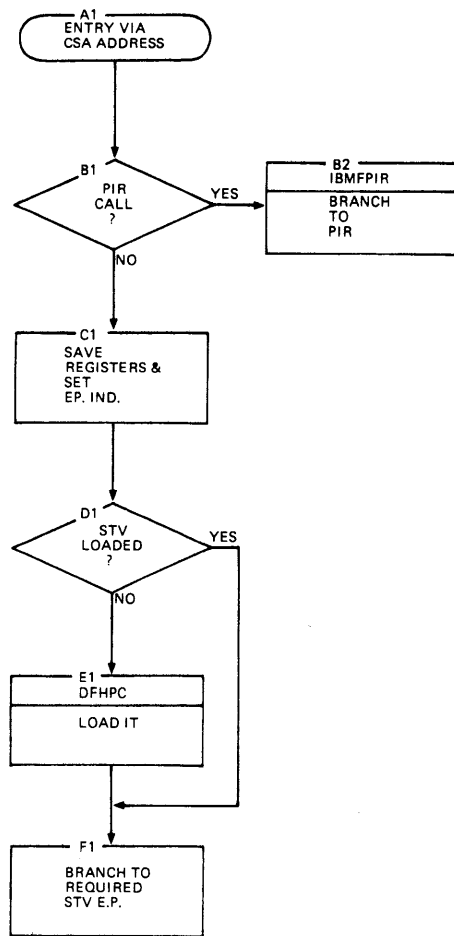 A1
ENTRY VIA
CSA ADDRESS
B1
PIR
CALL
?
YES
NO
B2
IBMFPIR
BRANCH
TO
PIR
C1
SAVE
REGISTERS &
SET
EP. IND.
D1
STV
LOADED
?
YES
NO
E1
DFHPC
LOAD IT
F1
BRANCH TO
REQUIRED
STV E.P.